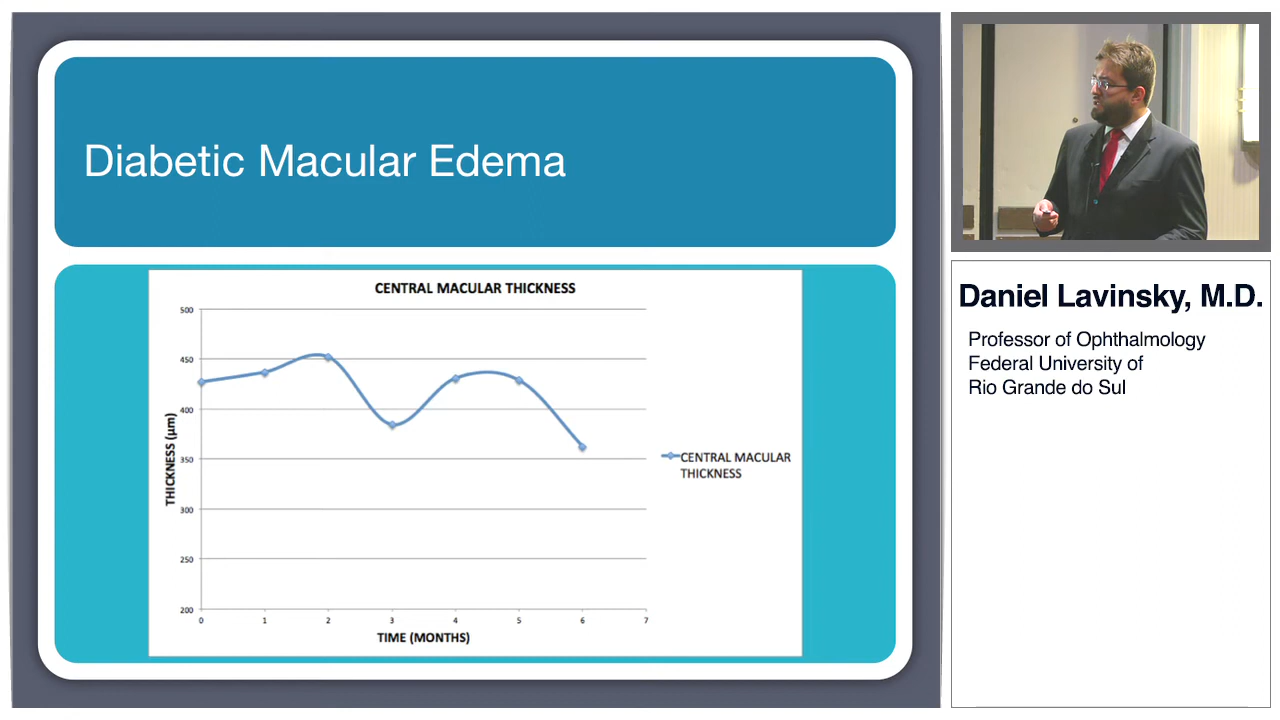 Diabetic Macular Edema
CENTRAL MACULAR THICKNESS
500
450
400
350
300
250
200
THICKNESS (µm)
0 1 2 3 4 5 6 7
TIME (MONTHS)
CENTRAL MACULAR
THICKNESS
Daniel Lavinsky, M.D.
Professor of Ophthalmology
Federal University of
Rio Grande do Sul